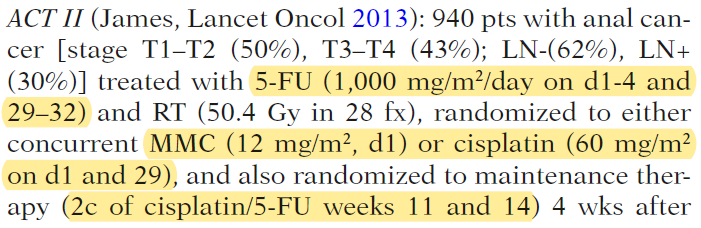 ACT II (James, Lancet Oncol 2013): 940 pts with anal can-
cer [stage T1–T2 (50%), T3–T4 (43%); LN-(62%), LN+
(30%)] treated with 5-FU (1,000 mg/m²/day on d1-4 and
29–32) and RT (50.4 Gy in 28 fx), randomized to either
concurrent MMC (12 mg/m², d1) or cisplatin (60 mg/m²
on d1 and 29), and also randomized to maintenance ther-
apy (2c of cisplatin/5-FU weeks 11 and 14) 4 wks after